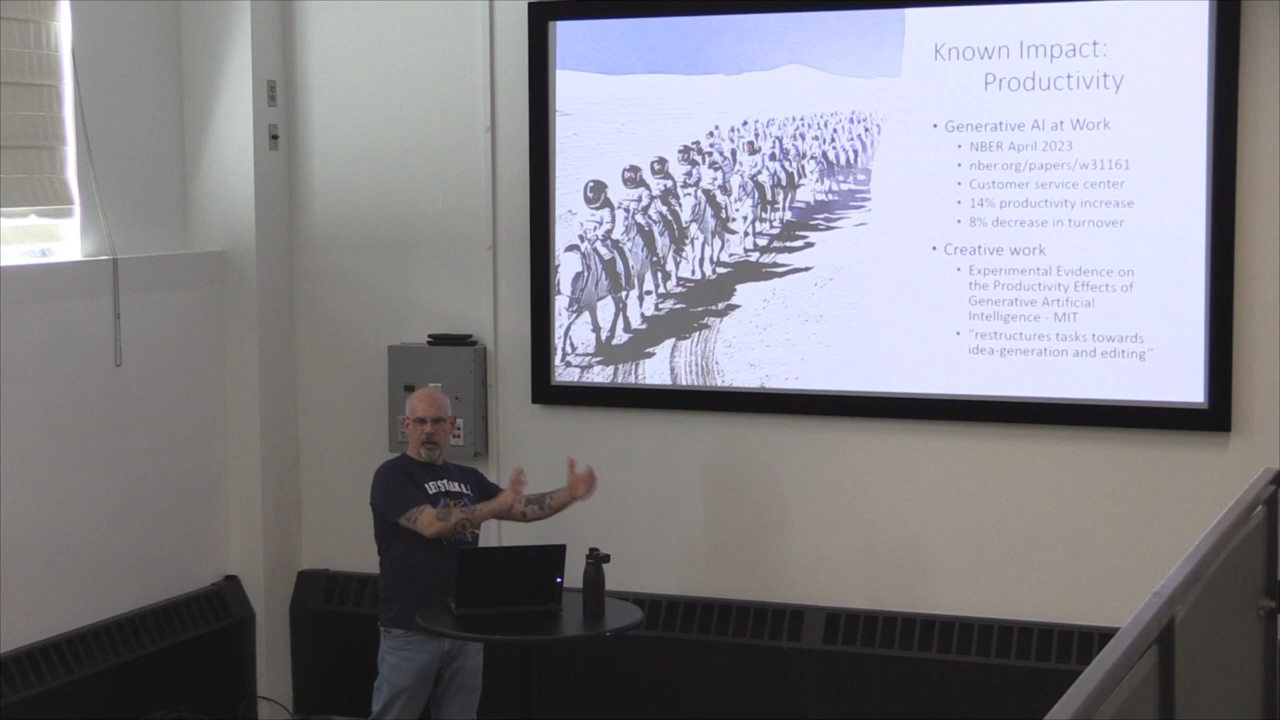 Known Impact:
Productivity
• Generative AI at Work
• NBER April 2023
• nber.org/papers/w31161
• Customer service center
• 14% productivity increase
• 8% decrease in turnover
• Creative work
• Experimental Evidence on
the Productivity Effects of
Generative Artificial
Intelligence - MIT
• "restructures tasks towards
idea-generation and editing"